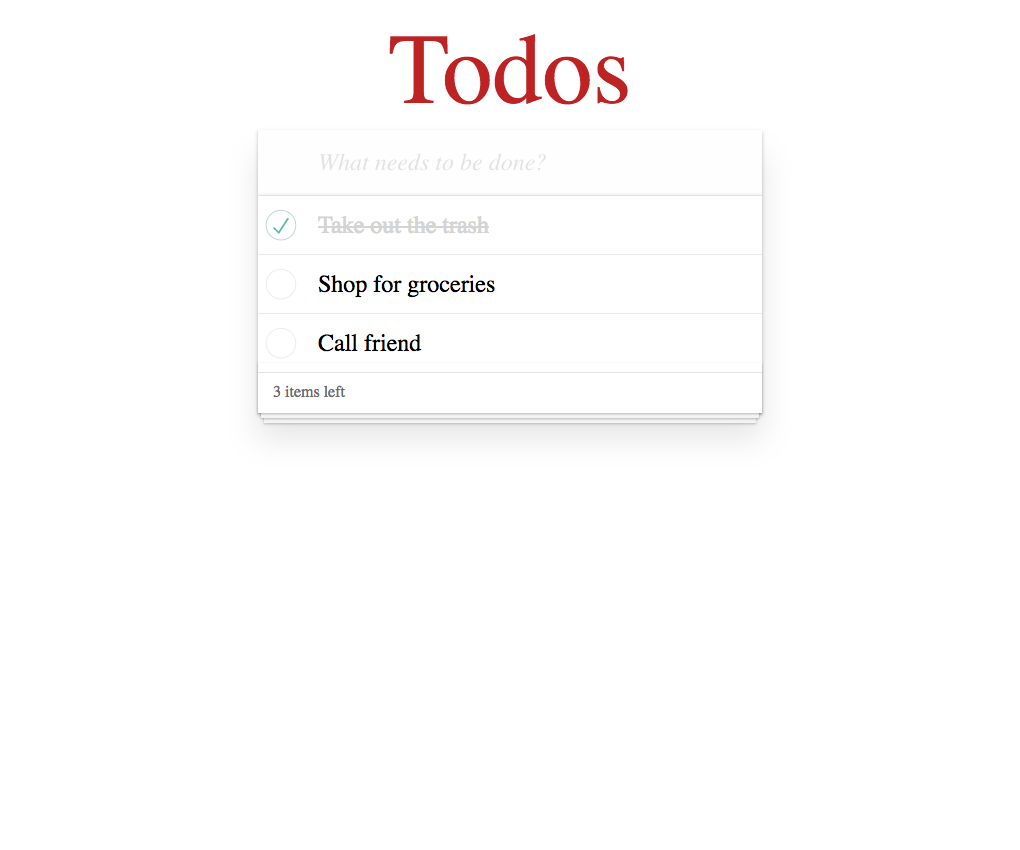 Todos
What needs to be done?
Take out the trash
Shop for groceries
Call friend
3 items left